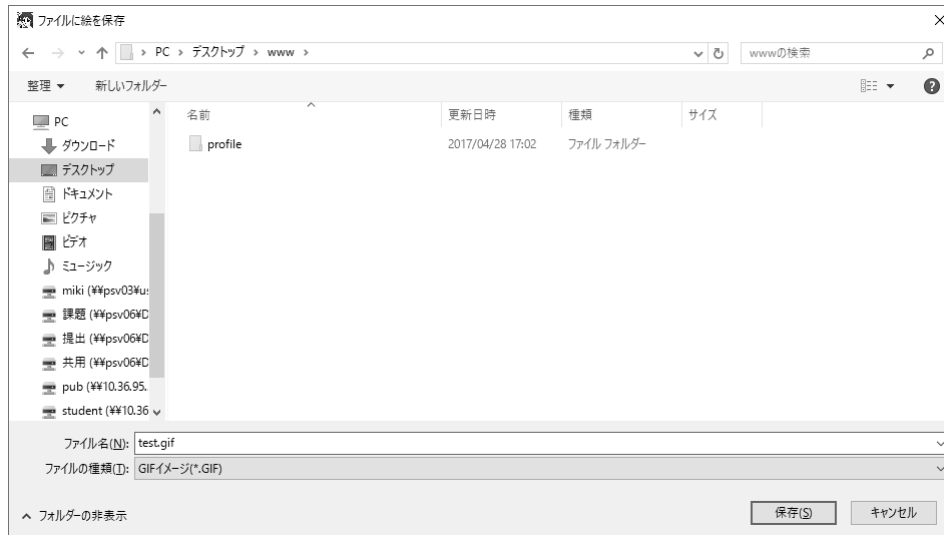 ファイルに絵を保存
PC > デスクトップ > www >
wwwの検索
整理
新しいフォルダー
名前
更新日時
種類
サイズ
profile
2017/04/28 17:02
ファイル フォルダー
PC
ダウンロード
デスクトップ
ドキュメント
ピクチャ
ビデオ
ミュージック
miki (¥¥psv03¥u
課題 (¥¥psv06¥D
提出 (¥¥psv06¥D
共用 (¥¥psv06¥D
pub (¥¥10.36.95.
student (¥¥10.36
ファイル名(N): test.gif
ファイルの種類(T): GIFイメージ(*.GIF)
フォルダーの非表示
保存(S)
キャンセル